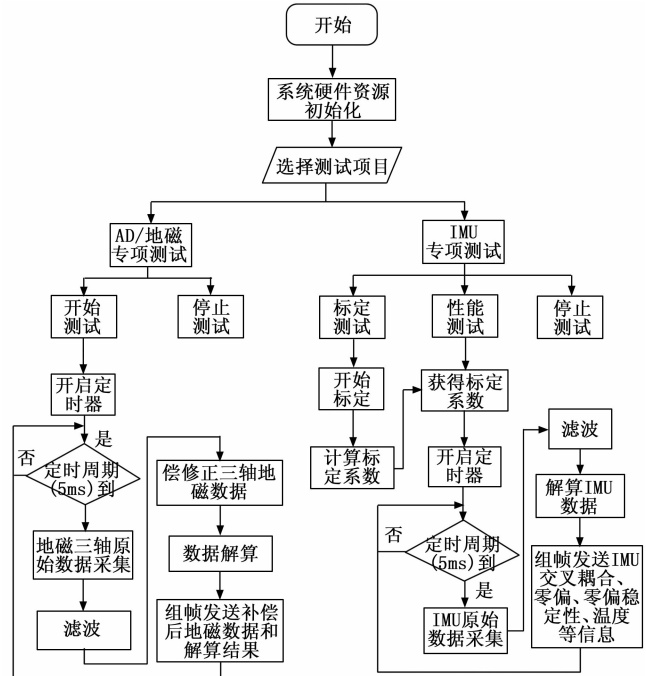 开始
系统硬件资源
初始化
选择测试项目
AD/地磁
专项测试
IMU
专项测试
开始
测试
停止
测试
标定
测试
性能
测试
停止
测试
开启定
时器
开始
标定
获得标定
系数
否
是
定时周期
(5ms)到
偿修正三轴地
磁数据
计算标
定系数
开启定
时器
滤波
解算IMU
数据
地磁三轴原
始数据采集
数据解算
否
定时周期
(5ms)到
是
组帧发送IMU
交叉耦合、
零偏、零偏稳
定性、温度
等信息
滤波
组帧发送补偿
后地磁数据和
解算结果
IMU原始
数据采集